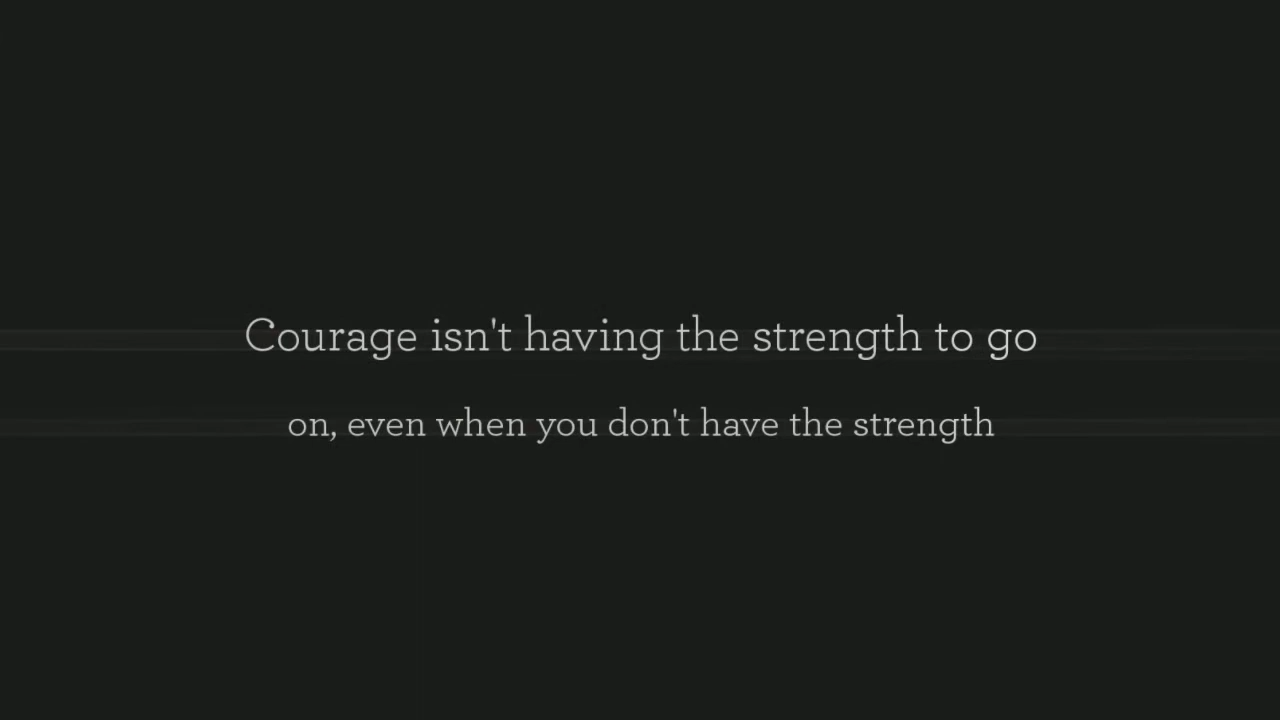 Courage isn't having the strength to go
on, even when you don't have the strength